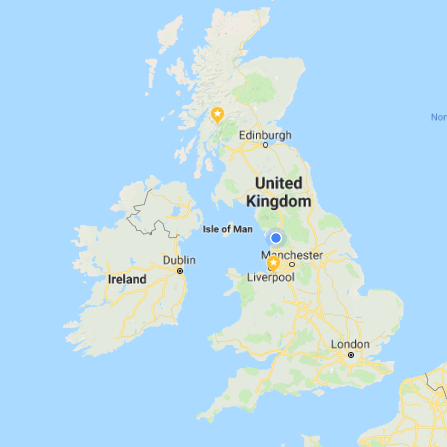 Nor
Edinburgh
United
Kingdom
Isle of Man
Manchester
Dublin
Ireland
Liverpool
London